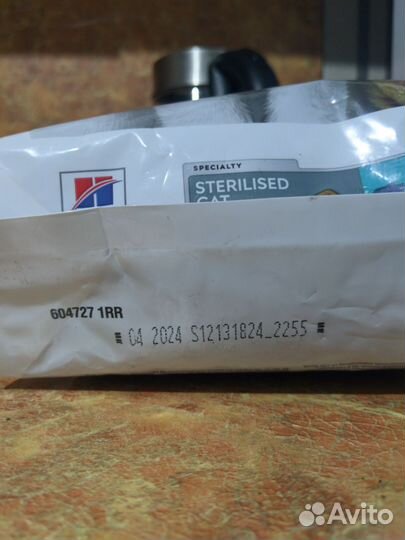 SPECIALTY
STERILISED
CAT
604727 1RR
04 2024 S12131824_2255
Avito